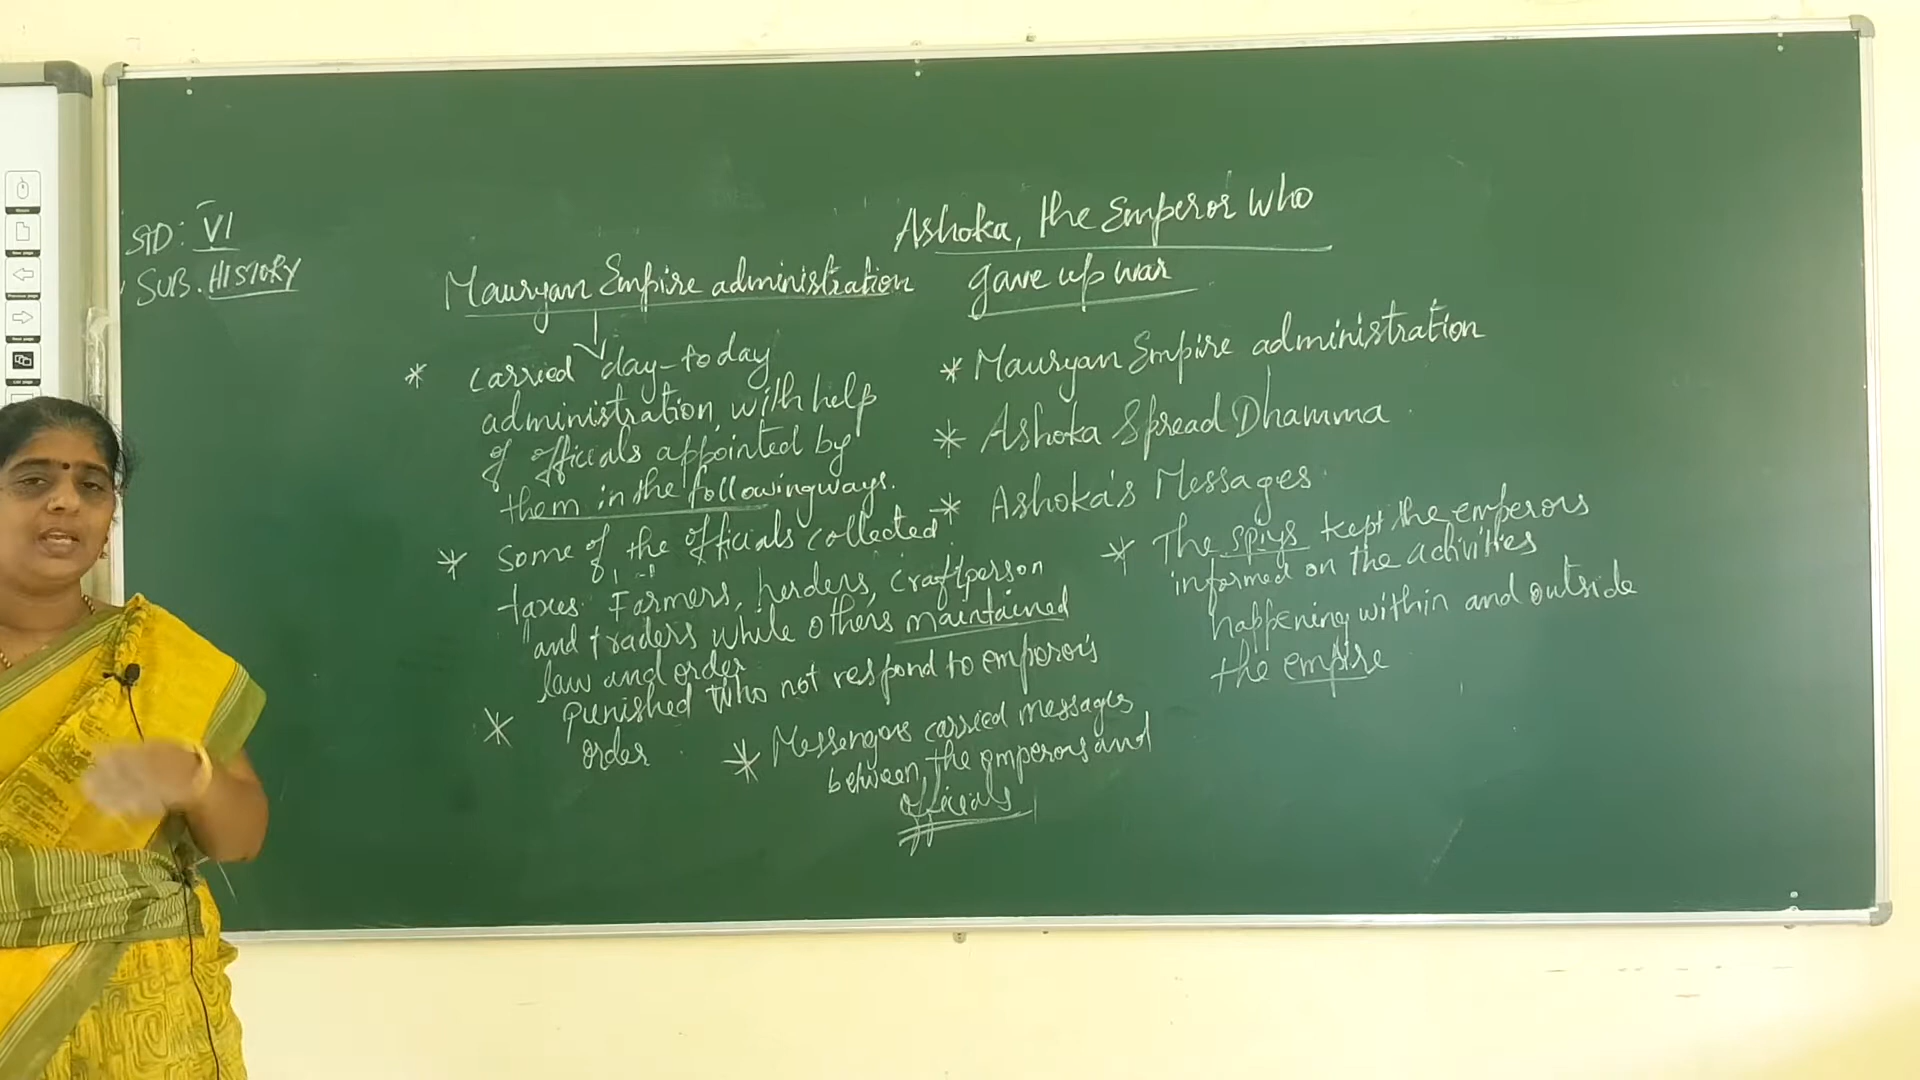 STD: VI
SUB. HISTORY
Ashoka, the Emperor who
gave up war
Mauryan Empire administration
* carried day-today
administration, with help
of officials appointed by
them in the following ways.
* Some of the officials collected
taxes Farmers, herders, craftperson
and traders while others maintained
law and order
* punished who not respond to emperor's
order
* Messengers carried messages
between, the emperors and
officials
* Mauryan Empire administration
* Ashoka Spread Dhamma
* Ashoka's Messages
* The spiys kept the emperors
informed on the activities
happening within and outside
the empire